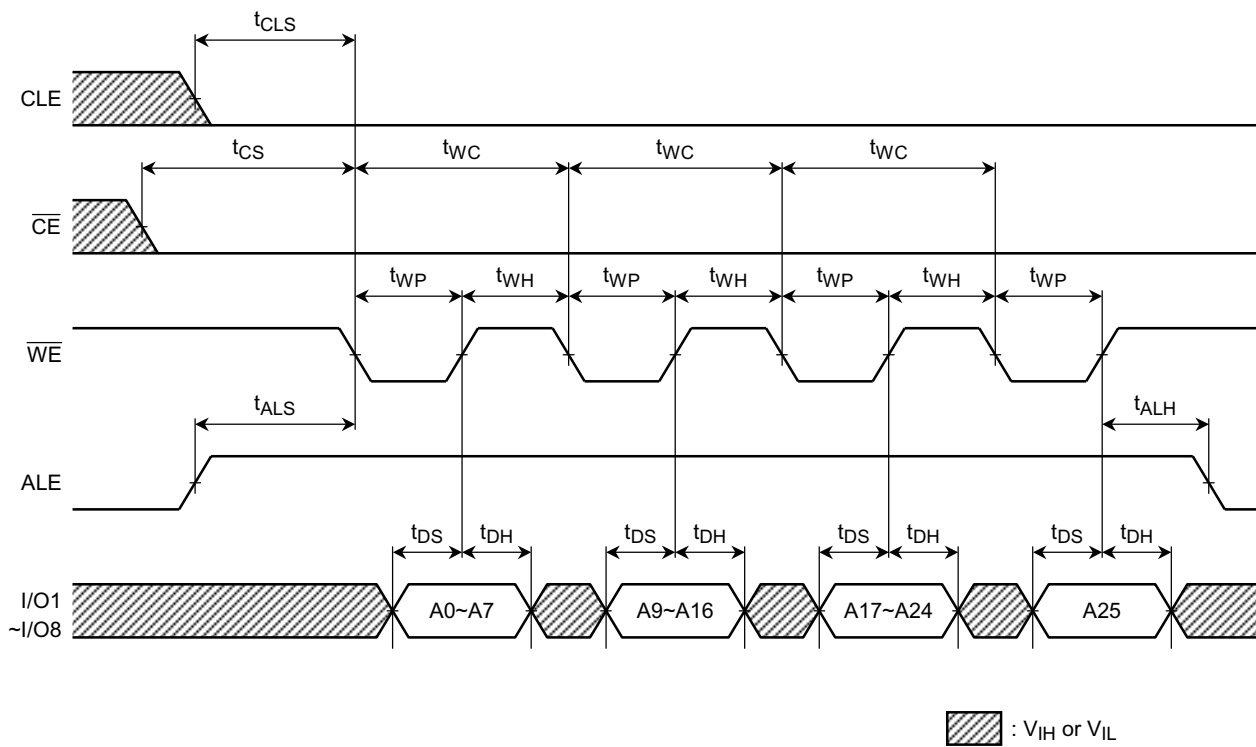 tCLS
CLE
tCS tWC tWC tWC
CE
tWP tWH tWP tWH tWP tWH tWP
WE
tALS tALH
ALE
tDS tDH tDS tDH tDS tDH tDS tDH
I/O1
~I/O8
A0~A7 A9~A16 A17~A24 A25
: VIH or VIL